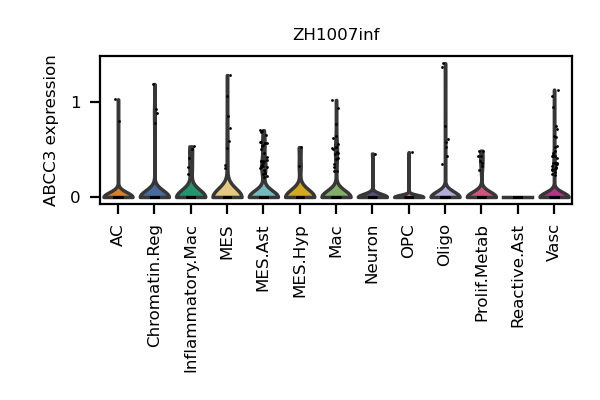 ZH1007inf
ABCC3 expression
1
0
AC
Chromatin.Reg
Inflammatory.Mac
MES
MES.Ast
MES.Hyp
Mac
Neuron
OPC
Oligo
Prolif.Metab
Reactive.Ast
Vasc